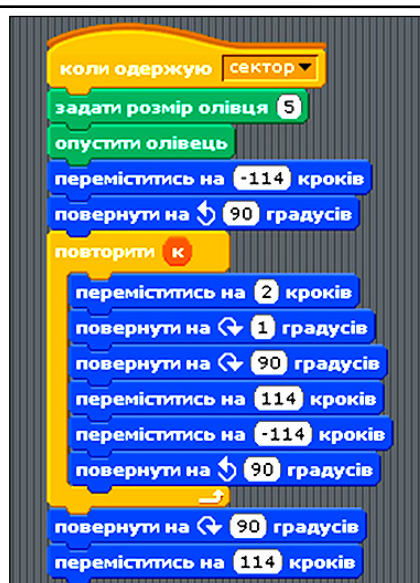 коли одержую сектор
задати розмір олівця 5
опустити олівець
переміститись на -114 кроків
повернути на 90 градусів
повторити к
переміститись на 2 кроків
повернути на 1 градусів
повернути на 90 градусів
переміститись на 114 кроків
переміститись на -114 кроків
повернути на 90 градусів
повернути на 90 градусів
переміститись на 114 кроків